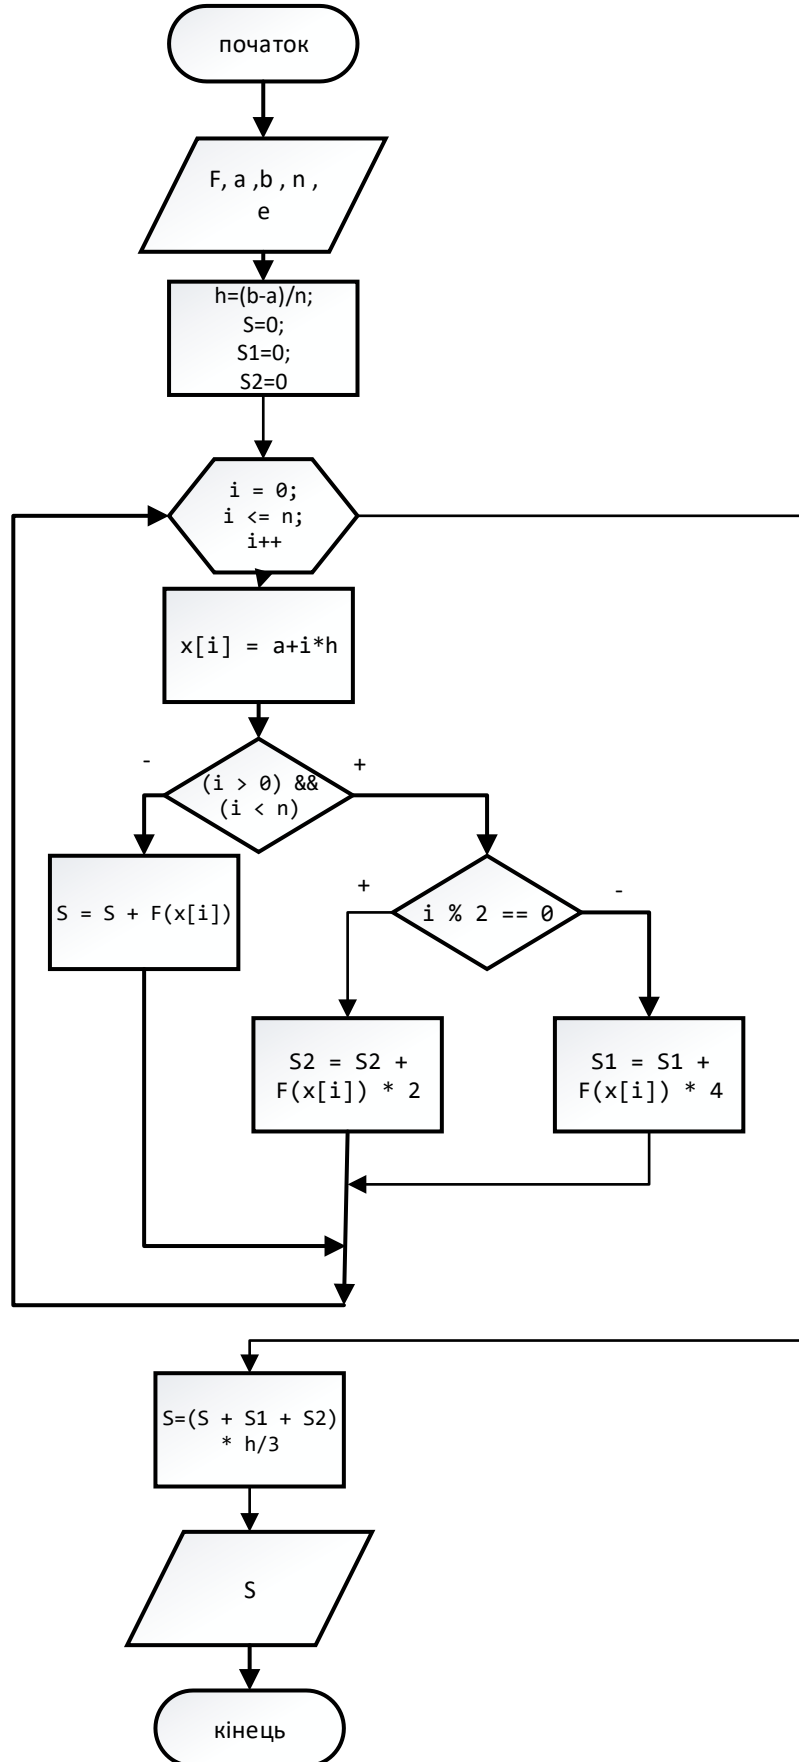 початок
F, a ,b , n ,
e
h=(b-a)/n;
S=0;
S1=0;
S2=0
i = 0;
i <= n;
i++
x[i] = a+i*h
-
+
(i > 0) &&
(i < n)
S = S + F(x[i])
+
-
i % 2 == 0
S2 = S2 +
F(x[i]) * 2
S1 = S1 +
F(x[i]) * 4
S=(S + S1 + S2)
* h/3
S
кінець